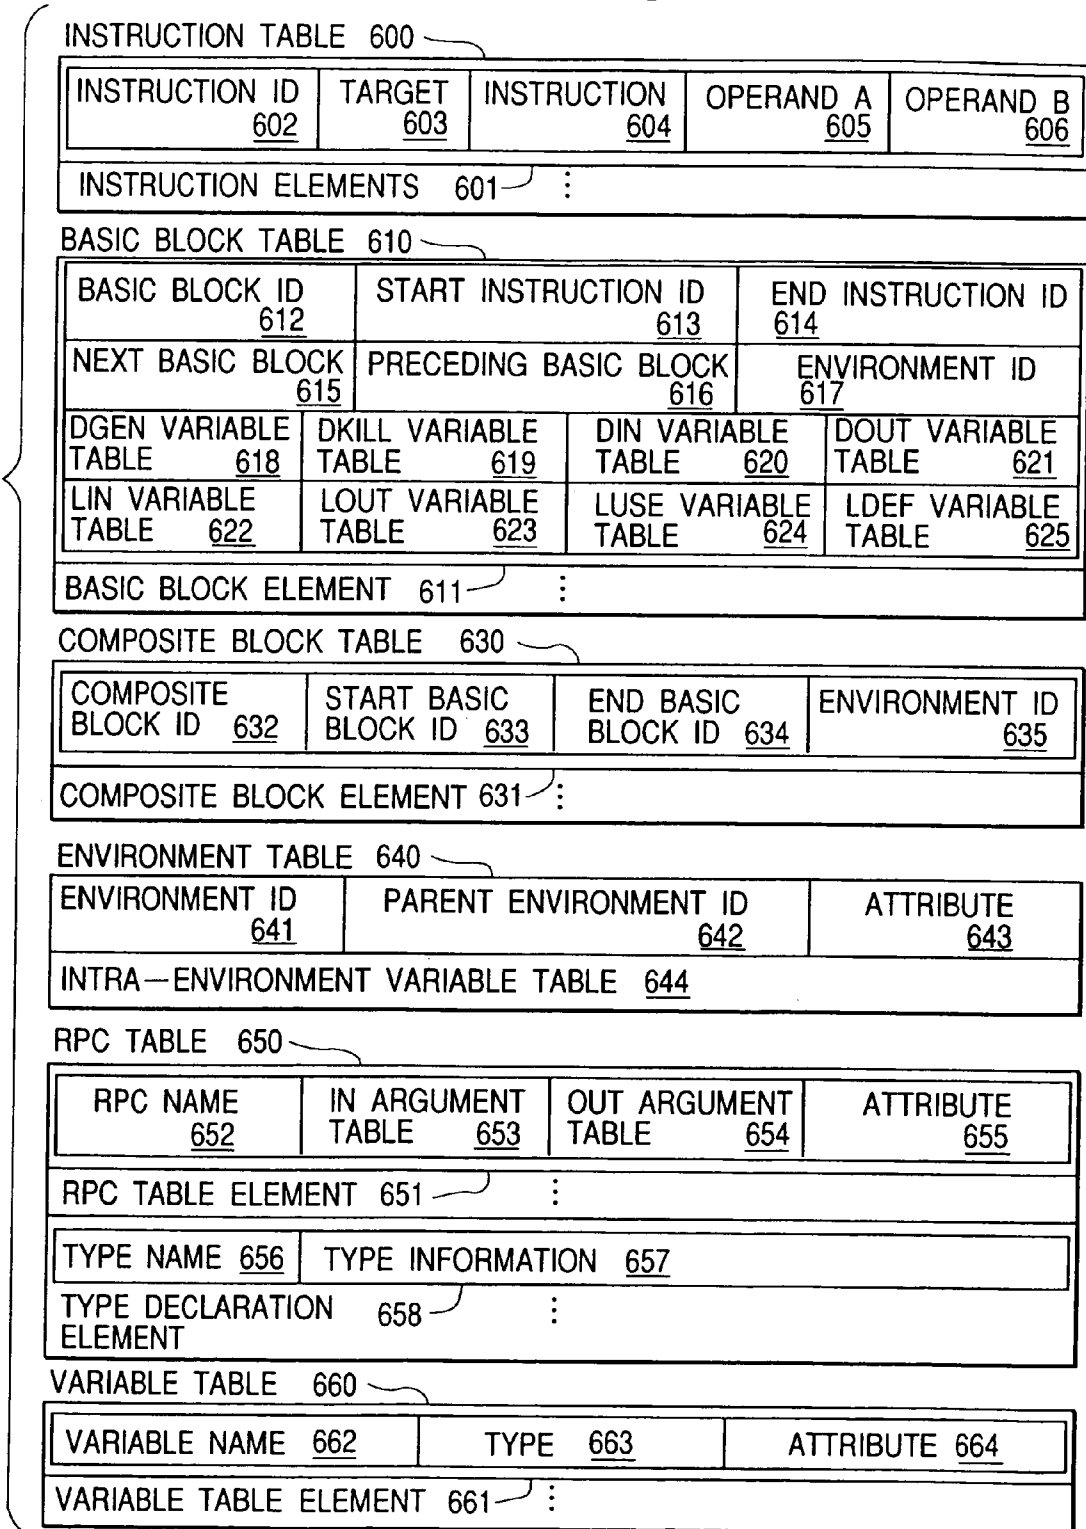 INSTRUCTION TABLE 600
INSTRUCTION ID 602 TARGET 603 INSTRUCTION 604 OPERAND A 605 OPERAND B 606
INSTRUCTION ELEMENTS 601 ⋮
BASIC BLOCK TABLE 610
BASIC BLOCK ID 612 START INSTRUCTION ID 613 END INSTRUCTION ID 614
NEXT BASIC BLOCK 615 PRECEDING BASIC BLOCK 616 ENVIRONMENT ID 617
DGEN VARIABLE TABLE 618 DKILL VARIABLE TABLE 619 DIN VARIABLE TABLE 620 DOUT VARIABLE TABLE 621
LIN VARIABLE TABLE 622 LOUT VARIABLE TABLE 623 LUSE VARIABLE TABLE 624 LDEF VARIABLE TABLE 625
BASIC BLOCK ELEMENT 611 ⋮
COMPOSITE BLOCK TABLE 630
COMPOSITE BLOCK ID 632 START BASIC BLOCK ID 633 END BASIC BLOCK ID 634 ENVIRONMENT ID 635
COMPOSITE BLOCK ELEMENT 631 ⋮
ENVIRONMENT TABLE 640
ENVIRONMENT ID 641 PARENT ENVIRONMENT ID 642 ATTRIBUTE 643
INTRA—ENVIRONMENT VARIABLE TABLE 644
RPC TABLE 650
RPC NAME 652 IN ARGUMENT TABLE 653 OUT ARGUMENT TABLE 654 ATTRIBUTE 655
RPC TABLE ELEMENT 651 ⋮
TYPE NAME 656 TYPE INFORMATION 657
TYPE DECLARATION ELEMENT 658 ⋮
VARIABLE TABLE 660
VARIABLE NAME 662 TYPE 663 ATTRIBUTE 664
VARIABLE TABLE ELEMENT 661 ⋮